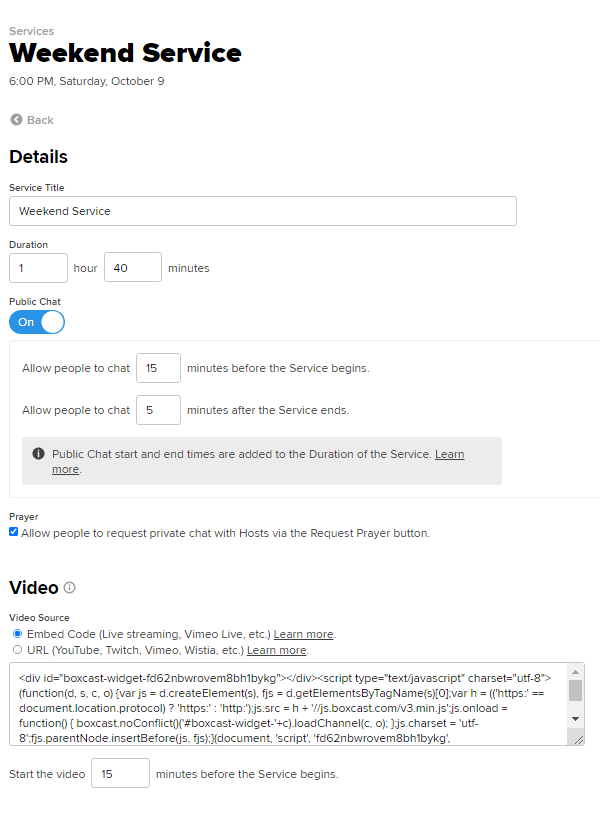 Services
Weekend Service
6:00 PM, Saturday, October 9
Back
Details
Service Title
Weekend Service
Duration
1 hour 40 minutes
Public Chat
On
Allow people to chat 15 minutes before the Service begins.
Allow people to chat 5 minutes after the Service ends.
Public Chat start and end times are added to the Duration of the Service. Learn
more.
Prayer
Allow people to request private chat with Hosts via the Request Prayer button.
Video
Video Source
Embed Code (Live streaming, Vimeo Live, etc.) Learn more.
URL (YouTube, Twitch, Vimeo, Wistia, etc.) Learn more.
<div id="boxcast-widget-fd62nbwrovem8bh1bykg"></div><script type="text/javascript" charset="utf-8">
(function(d, s, c, o) {var js = d.createElement(s), fjs = d.getElementsByTagName(s)[0];var h = (('https:' ==
document.location.protocol) ? 'https:' : 'http:');js.src = h + '//js.boxcast.com/v3.min.js';js.onload =
function() { boxcast.noConflict()('#boxcast-widget-'+c).loadChannel(c, o); };js.charset = 'utf-
8';fjs.parentNode.insertBefore(js, fjs);}(document, 'script', 'fd62nbwrovem8bh1bykg',
Start the video 15 minutes before the Service begins.